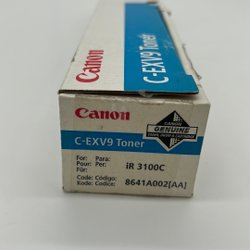 Canon
C-EXV9 Toner
Canon
C-EXV9 Toner
GENUINE
For: Para:
Pour: Per:
Für:
iR 3100C
Code: Código:
Kode: Codice:
8641A002[AA]